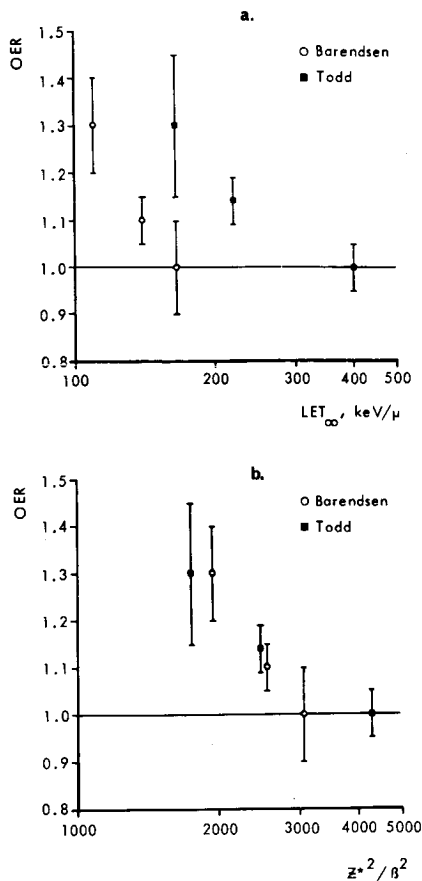 a.
OER
Barendsen
Todd
1.5
1.4
1.3
1.2
1.1
1.0
0.9
0.8
100
200
300
400
500
LET∞, keV/μ
b.
OER
Barendsen
Todd
1.5
1.4
1.3
1.2
1.1
1.0
0.9
0.8
1000
2000
3000
4000
5000
Z*²/β²